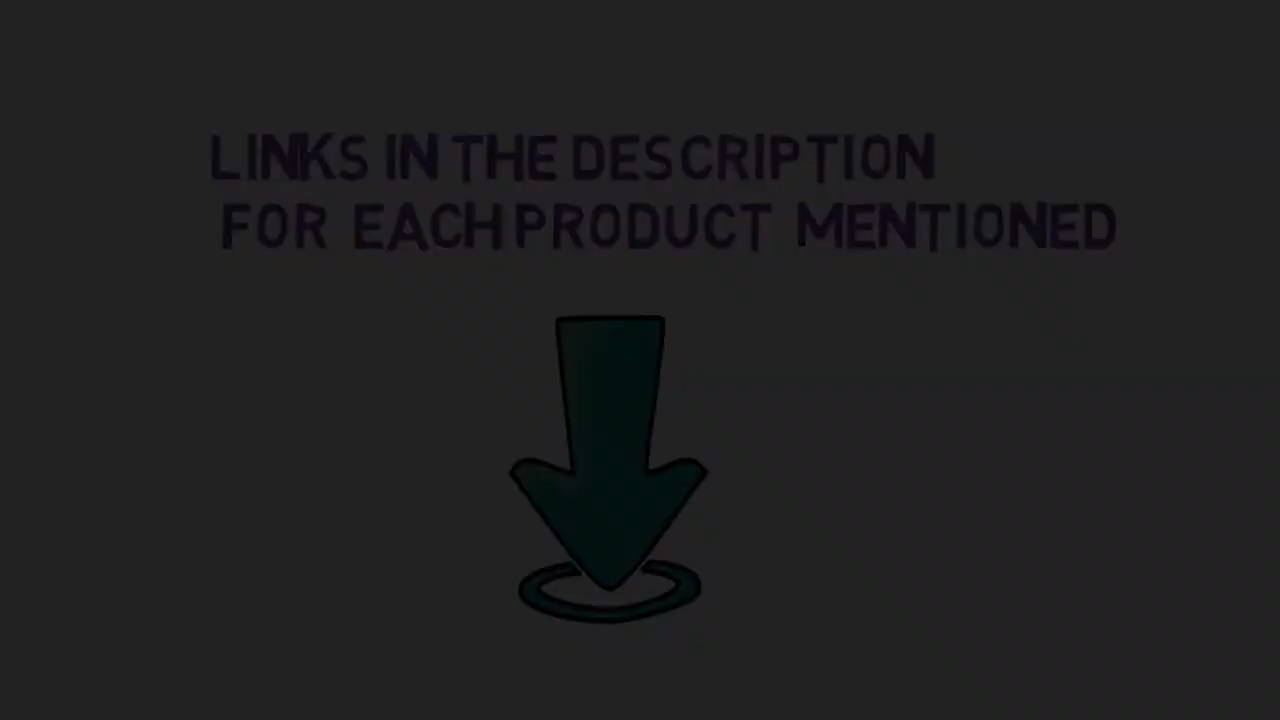 LINKS IN THE DESCRIPTION
FOR EACH PRODUCT MENTIONED